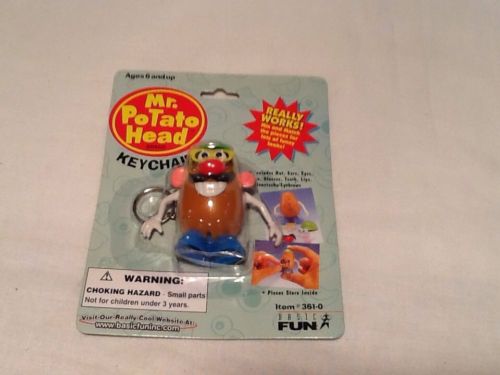 Ages 6 and up
Mr.
PoTaTo
Head
KEYCHAIN
REALLY
WORKS!
Mix and Match
the pieces for
lots of funny
looks!
Includes Hat, Ears, Eyes,
Glasses, Teeth, Lips,
Moustache/Eyebrows
• Pieces Store Inside
WARNING:
CHOKING HAZARD - Small parts
Not for children under 3 years.
Visit Our Really Cool Website At:
www.basicfuninc.com
Item# 361-0
BASIC
FUN